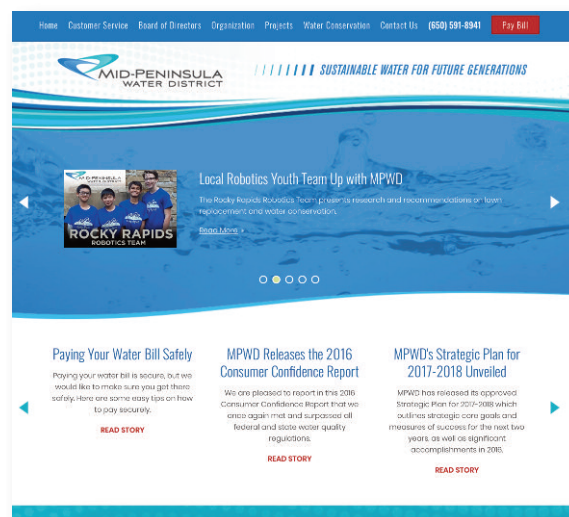 Home Customer Service Board of Directors Organization Projects Water Conservation Contact Us (650) 591-8941 Pay Bill
MID-PENINSULA
WATER DISTRICT
SUSTAINABLE WATER FOR FUTURE GENERATIONS
MID-PENINSULA
WATER DISTRICT
ROCKY RAPIDS
ROBOTICS TEAM
Local Robotics Youth Team Up with MPWD
The Rocky Rapids Robotics Team presents research and recommendations on lawn
replacement and water conservation.
Read More >
Paying Your Water Bill Safely
Paying your water bill is secure, but we
would like to make sure you get there
safely. Here are some easy tips on how
to pay securely.
READ STORY
MPWD Releases the 2016
Consumer Confidence Report
We are pleased to report in this 2016
Consumer Confidence Report that we
once again met and surpassed all
federal and state water quality
regulations.
READ STORY
MPWD's Strategic Plan for
2017-2018 Unveiled
MPWD has released its approved
Strategic Plan for 2017-2018 which
outlines strategic core goals and
measures of success for the next two
years, as well as significant
accomplishments in 2016.
READ STORY